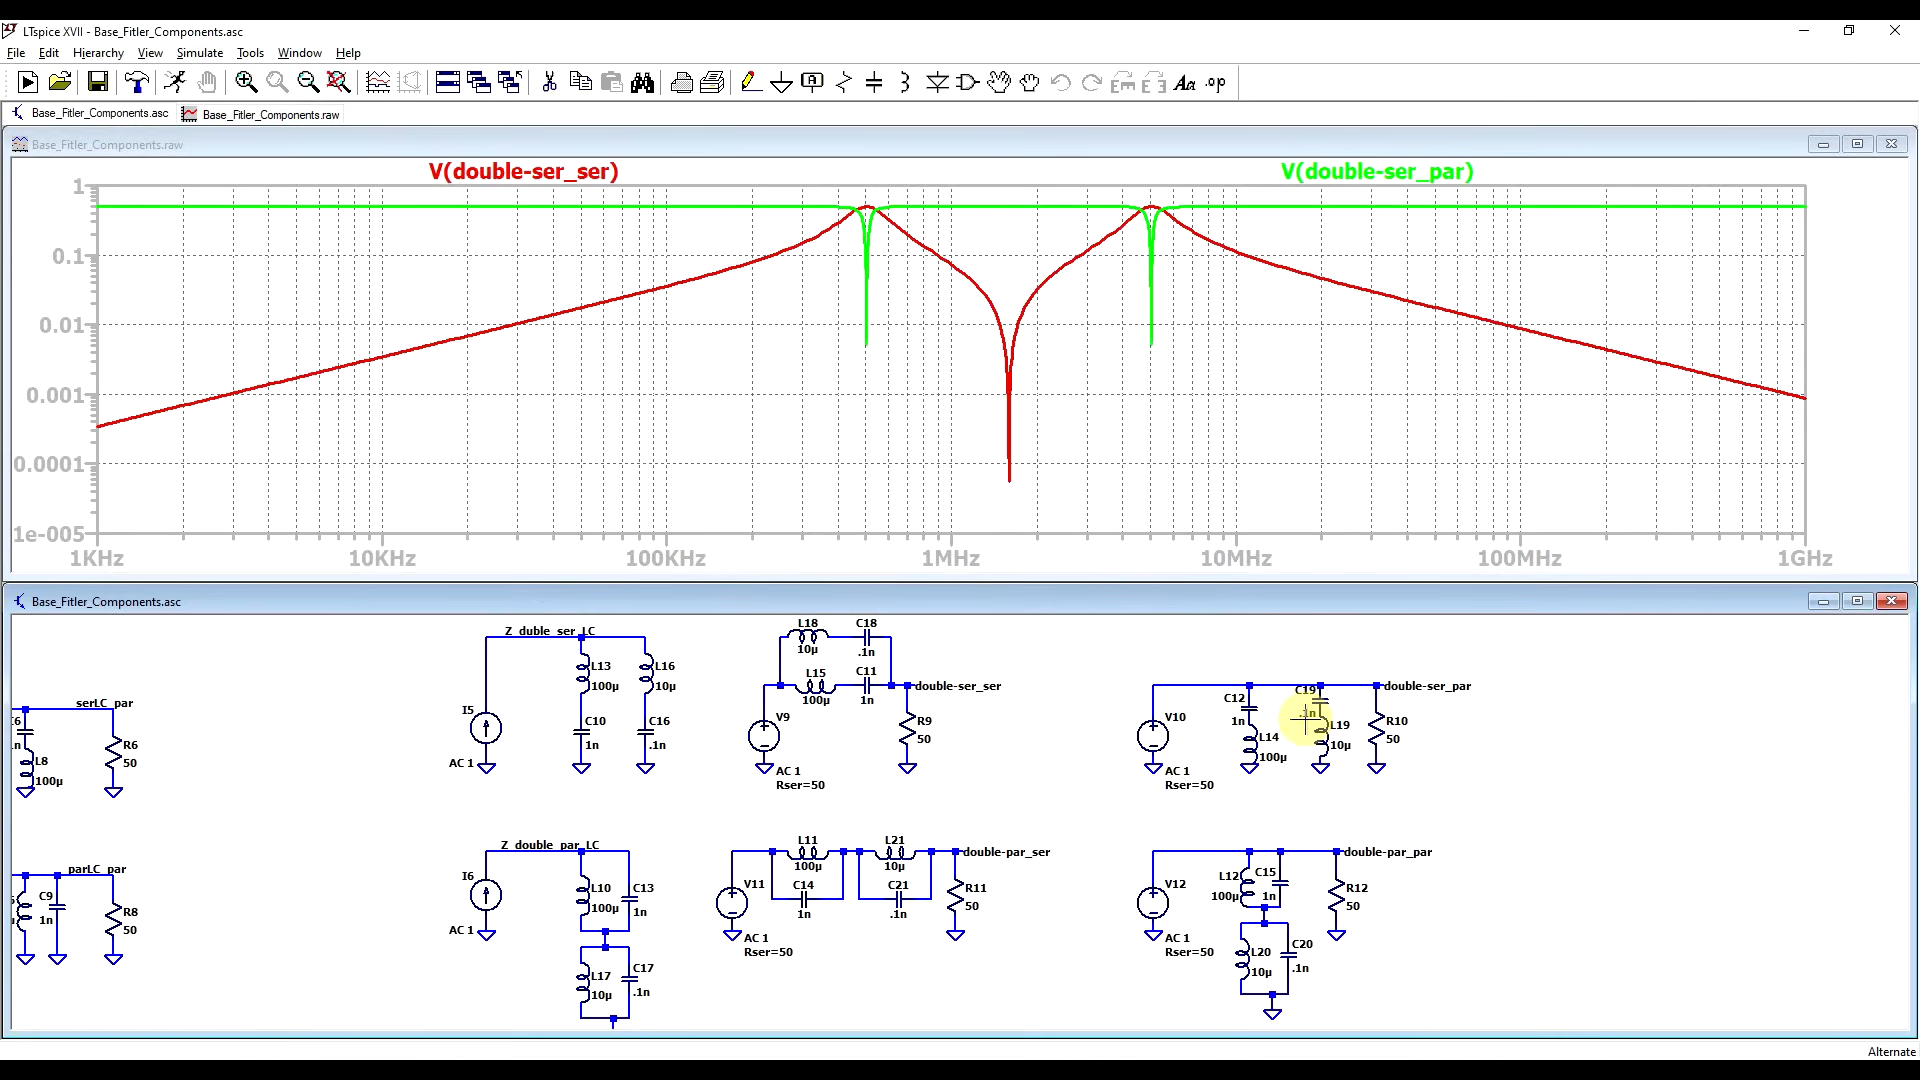 LTspice XVII - Base_Fitler_Components.asc
File Edit Hierarchy View Simulate Tools Window Help
Base_Fitler_Components.asc Base_Fitler_Components.raw
Base_Fitler_Components.raw
V(double-ser_ser) V(double-ser_par)
1
0.1
0.01
0.001
0.0001
1e-005
1KHz 10KHz 100KHz 1MHz 10MHz 100MHz 1GHz
Base_Fitler_Components.asc
serLC_par
R6
50
L8
100µ
parLC_par
C9
1n
R8
50
Z_duble_ser_LC
I5
AC 1
L13
100µ
L16
10µ
C10
1n
C16
.1n
L18
10µ
C18
.1n
L15
100µ
C11
1n
double-ser_ser
V9
AC 1
Rser=50
R9
50
double-ser_par
V10
AC 1
Rser=50
C12
1n
L14
100µ
C19
.1n
L19
10µ
R10
50
Z_double_par_LC
I6
AC 1
L10
100µ
C13
1n
L17
10µ
C17
.1n
L11
100µ
C14
1n
L21
10µ
C21
.1n
double-par_ser
V11
AC 1
Rser=50
R11
50
double-par_par
V12
AC 1
Rser=50
L12
100µ
C15
1n
L20
10µ
C20
.1n
R12
50
Alternate